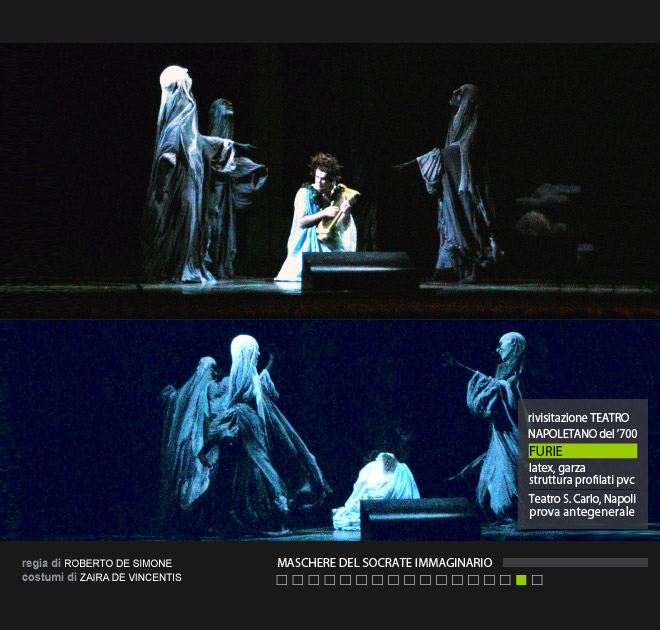 rivisitazione TEATRO
NAPOLETANO del '700
FURIE
latex, garza
struttura profilati pvc
Teatro S. Carlo, Napoli
prova antegenerale
regia di ROBERTO DE SIMONE
costumi di ZAIRA DE VINCENTIS
MASCHERE DEL SOCRATE IMMAGINARIO